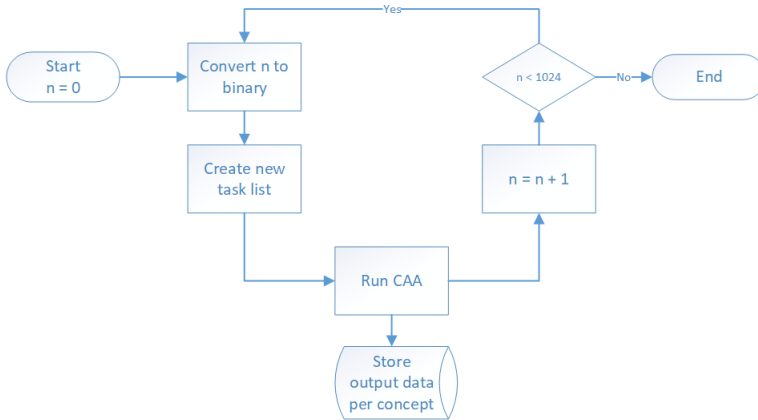 Yes
Start
n = 0
Convert n to
binary
n < 1024
No
End
Create new
task list
n = n + 1
Run CAA
Store
output data
per concept